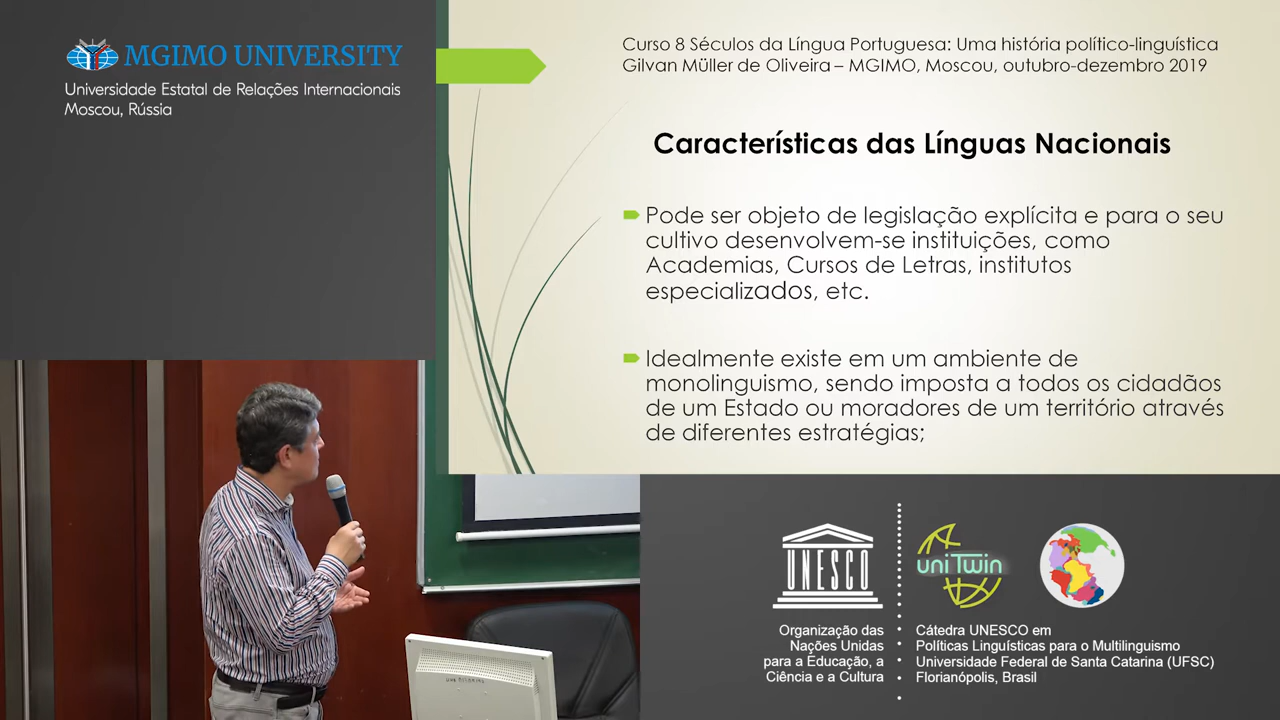 MGIMO UNIVERSITY
Universidade Estatal de Relações Internacionais
Moscou, Rússia
Curso 8 Séculos da Língua Portuguesa: Uma história político-linguística
Gilvan Müller de Oliveira – MGIMO, Moscou, outubro-dezembro 2019
Características das Línguas Nacionais
Pode ser objeto de legislação explícita e para o seu
cultivo desenvolvem-se instituições, como
Academias, Cursos de Letras, institutos
especializados, etc.
Idealmente existe em um ambiente de
monolinguismo, sendo imposta a todos os cidadãos
de um Estado ou moradores de um território através
de diferentes estratégias;
UNESCO
Organização das
Nações Unidas
para a Educação, a
Ciência e a Cultura
uniTwin
Cátedra UNESCO em
Políticas Linguísticas para o Multilinguismo
Universidade Federal de Santa Catarina (UFSC)
Florianópolis, Brasil